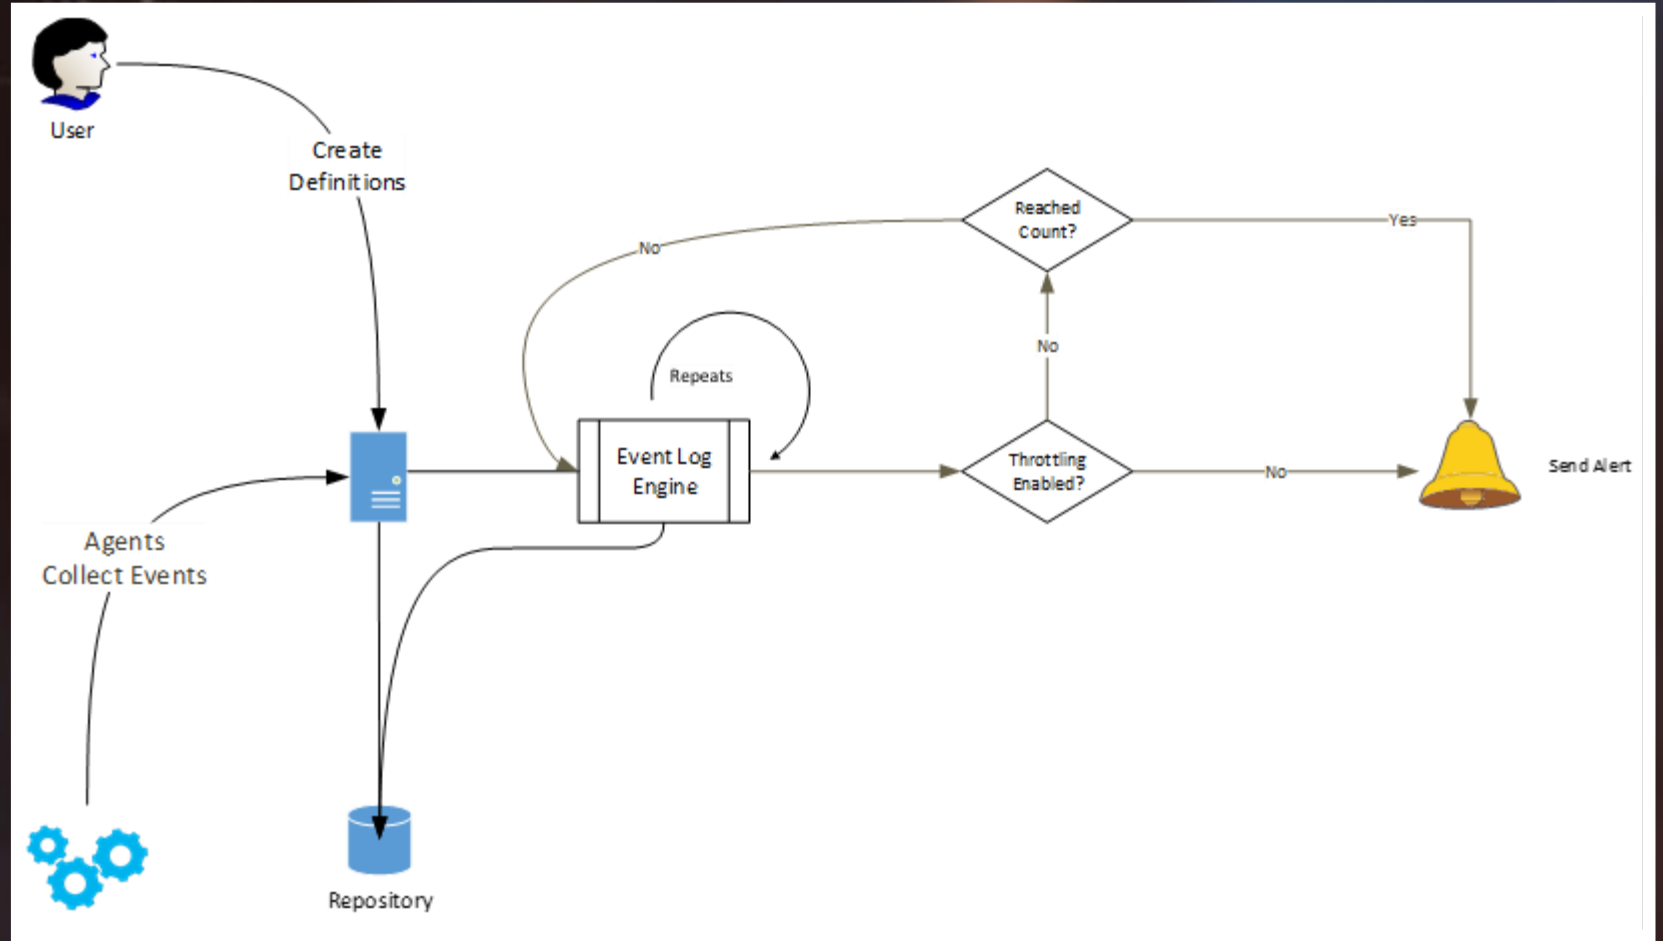 User
Create
Definitions
Reached
Count?
Yes
No
No
Repeats
Event Log
Engine
Throttling
Enabled?
No
Send Alert
Agents
Collect Events
Repository